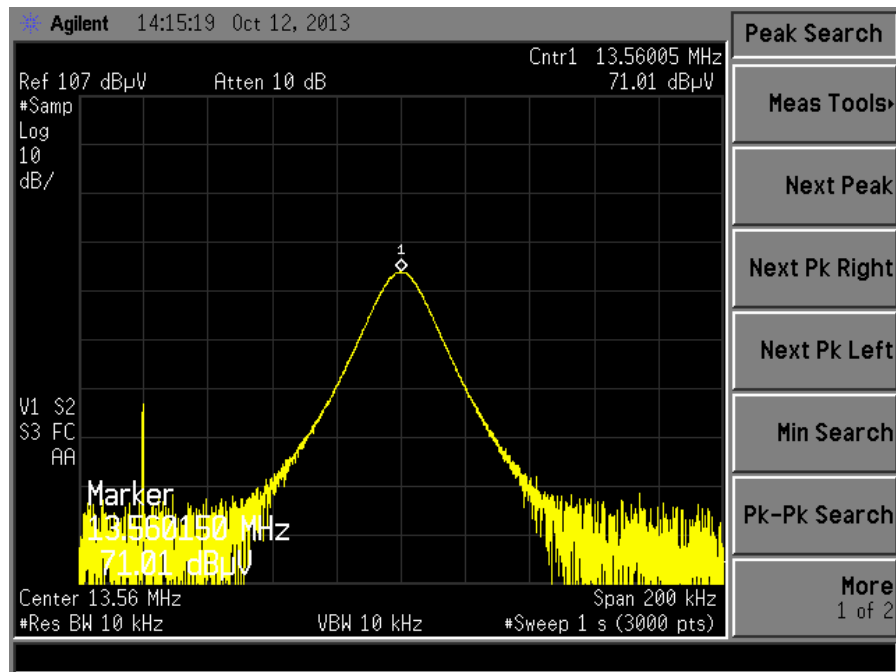 Agilent 14:15:19 Oct 12, 2013
Cntr1 13.56005 MHz
Ref 107 dBµV Atten 10 dB 71.01 dBµV
#Samp
Log
10
dB/
1
V1 S2
S3 FC
AA
Marker
13.560150 MHz
71.01 dBµV
Center 13.56 MHz Span 200 kHz
#Res BW 10 kHz VBW 10 kHz #Sweep 1 s (3000 pts)
Peak Search
Meas Tools
Next Peak
Next Pk Right
Next Pk Left
Min Search
Pk-Pk Search
More
1 of 2